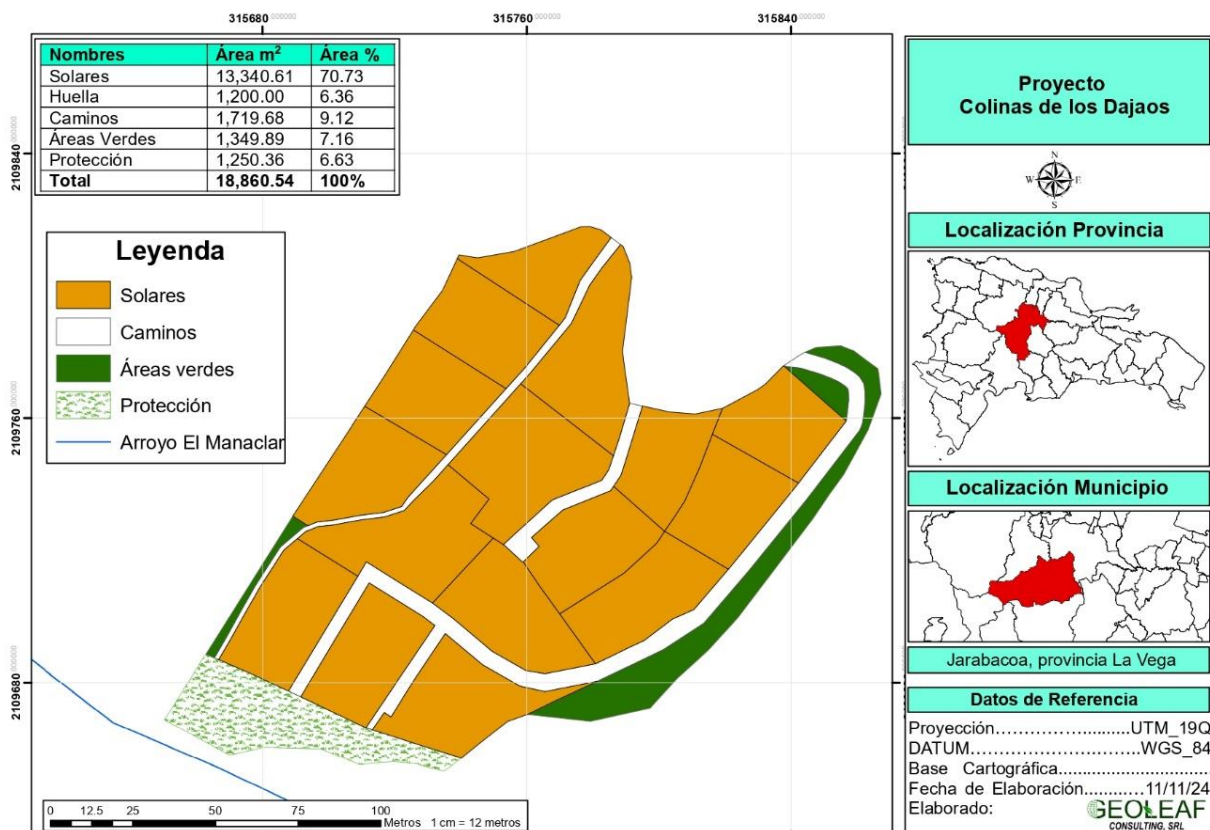 315680.000000 315760.000000 315840.000000
2109840.000000
2109760.000000
2109680.000000
Nombres Área m² Área %
Solares 13,340.61 70.73
Huella 1,200.00 6.36
Caminos 1,719.68 9.12
Áreas Verdes 1,349.89 7.16
Protección 1,250.36 6.63
Total 18,860.54 100%
Leyenda
Solares
Caminos
Áreas verdes
Protección
Arroyo El Manaclar
0 12.5 25 50 75 100
Metros 1 cm = 12 metros
Proyecto
Colinas de los Dajaos
N
W E
S
Localización Provincia
Localización Municipio
Jarabacoa, provincia La Vega
Datos de Referencia
Proyección......................UTM_19Q
DATUM......................WGS_84
Base Cartográfica......................
Fecha de Elaboración...........11/11/24
Elaborado: GEOLEAF
CONSULTING, SRL